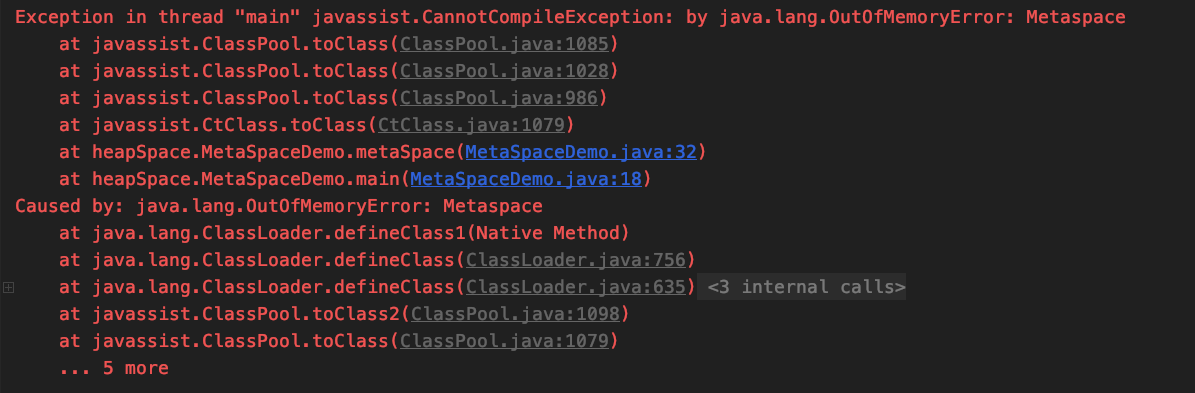 Exception in thread "main" javassist.CannotCompileException: by java.lang.OutOfMemoryError: Metaspace
at javassist.ClassPool.toClass(ClassPool.java:1085)
at javassist.ClassPool.toClass(ClassPool.java:1028)
at javassist.ClassPool.toClass(ClassPool.java:986)
at javassist.CtClass.toClass(CtClass.java:1079)
at heapSpace.MetaSpaceDemo.metaSpace(MetaSpaceDemo.java:32)
at heapSpace.MetaSpaceDemo.main(MetaSpaceDemo.java:18)
Caused by: java.lang.OutOfMemoryError: Metaspace
at java.lang.ClassLoader.defineClass1(Native Method)
at java.lang.ClassLoader.defineClass(ClassLoader.java:756)
at java.lang.ClassLoader.defineClass(ClassLoader.java:635) <3 internal calls>
at javassist.ClassPool.toClass2(ClassPool.java:1098)
at javassist.ClassPool.toClass(ClassPool.java:1079)
... 5 more